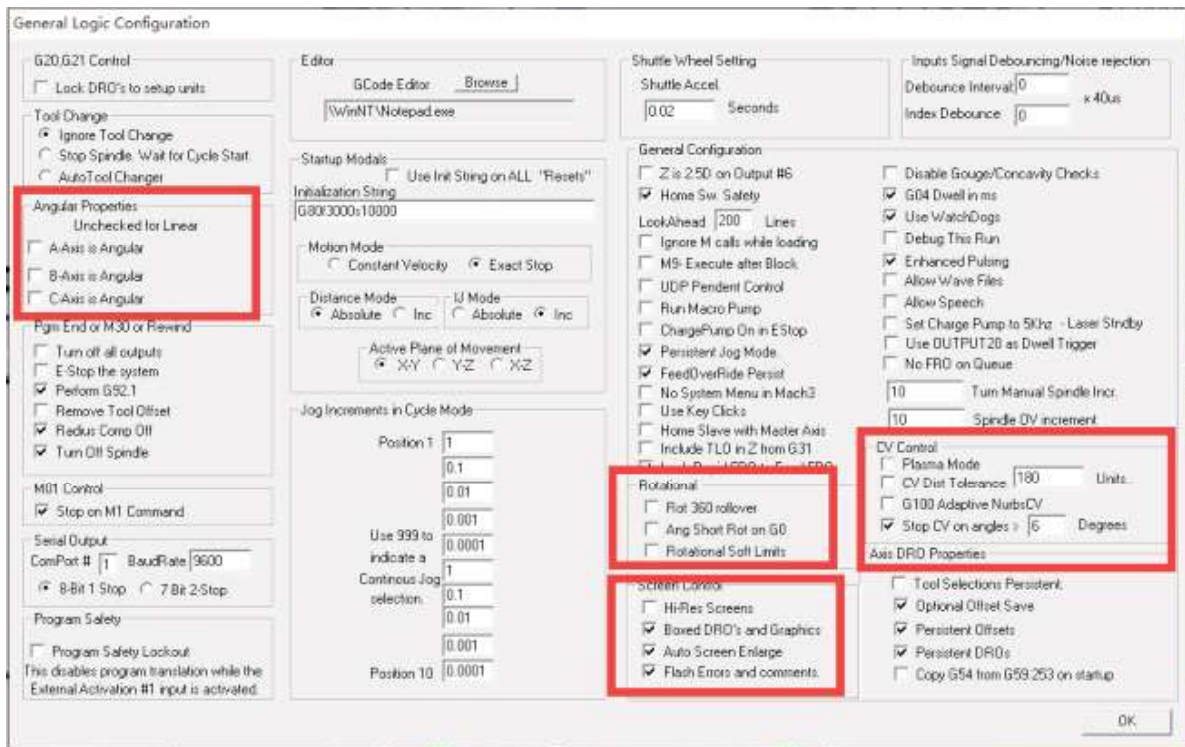 General Logic Configuration
G20,G21 Control
Lock DRO's to setup units
Tool Change
Ignore Tool Change
Stop Spindle. Wait for Cycle Start.
Auto Tool Changer
Angular Properties
Unchecked for Linear
A-Axis is Angular
B-Axis is Angular
C-Axis is Angular
Pgm End or M30 or Rewind
Turn off all outputs
E-Stop the system
Perform G92.1
Remove Tool Offset
Radius Comp Off
Turn Off Spindle
M01 Control
Stop on M1 Command
Serial Output
ComPort # 1 BaudRate 9600
8-Bit 1 Stop 7 Bit 2-Stop
Program Safety
Program Safety Lockout
This disables program translation while the
External Activation #1 input is activated.
Editor
GCode Editor Browse
\WinNT\Notepad.exe
Startup Modals
Use Init String on ALL "Resets"
Initialization String
G80f3000s10000
Motion Mode
Constant Velocity Exact Stop
Distance Mode
Absolute Inc
IJ Mode
Absolute Inc
Active Plane of Movement
X-Y Y-Z X-Z
Jog Increments in Cycle Mode
Position 1 1
0.1
0.01
0.001
Use 999 to
0.0001
indicate a
1
Continous Jog
selection.
0.1
0.01
0.001
Position 10 0.0001
Shuttle Wheel Setting
Shuttle Accel.
0.02 Seconds
Inputs Signal Debouncing/Noise rejection
Debounce Interval: 0
x 40us
Index Debounce 0
General Configuration
Z is 2.5D on Output #6
Home Sw. Safety
LookAhead 200 Lines
Ignore M calls while loading
M9- Execute after Block
UDP Pendent Control
Run Macro Pump
ChargePump On in EStop
Persistent Jog Mode.
FeedOverRide Persist
No System Menu in Mach3
Use Key Clicks
Home Slave with Master Axis
Include TLO in Z from G31
Disable Gouge/Concavity Checks
G04 Dwell in ms
Use WatchDogs
Debug This Run
Enhanced Pulsing
Allow Wave Files
Allow Speech
Set Charge Pump to 5Khz - Laser Stndby
Use OUTPUT20 as Dwell Trigger
No FRO on Queue
10 Turn Manual Spindle Incr.
10 Spindle OV increment
Rotational
Rot 360 rollover
Ang Short Rot on G0
Rotational Soft Limits
Screen Control
Hi-Res Screens
Boxed DRO's and Graphics
Auto Screen Enlarge
Flash Errors and comments.
CV Control
Plasma Mode
CV Dist Tolerance 180 Units.
G100 Adaptive NurbsCV
Stop CV on angles > 6 Degrees
Axis DRO Properties
Tool Selections Persistent.
Optional Offset Save
Persistent Offsets
Persistent DROs
Copy G54 from G59.253 on startup
OK